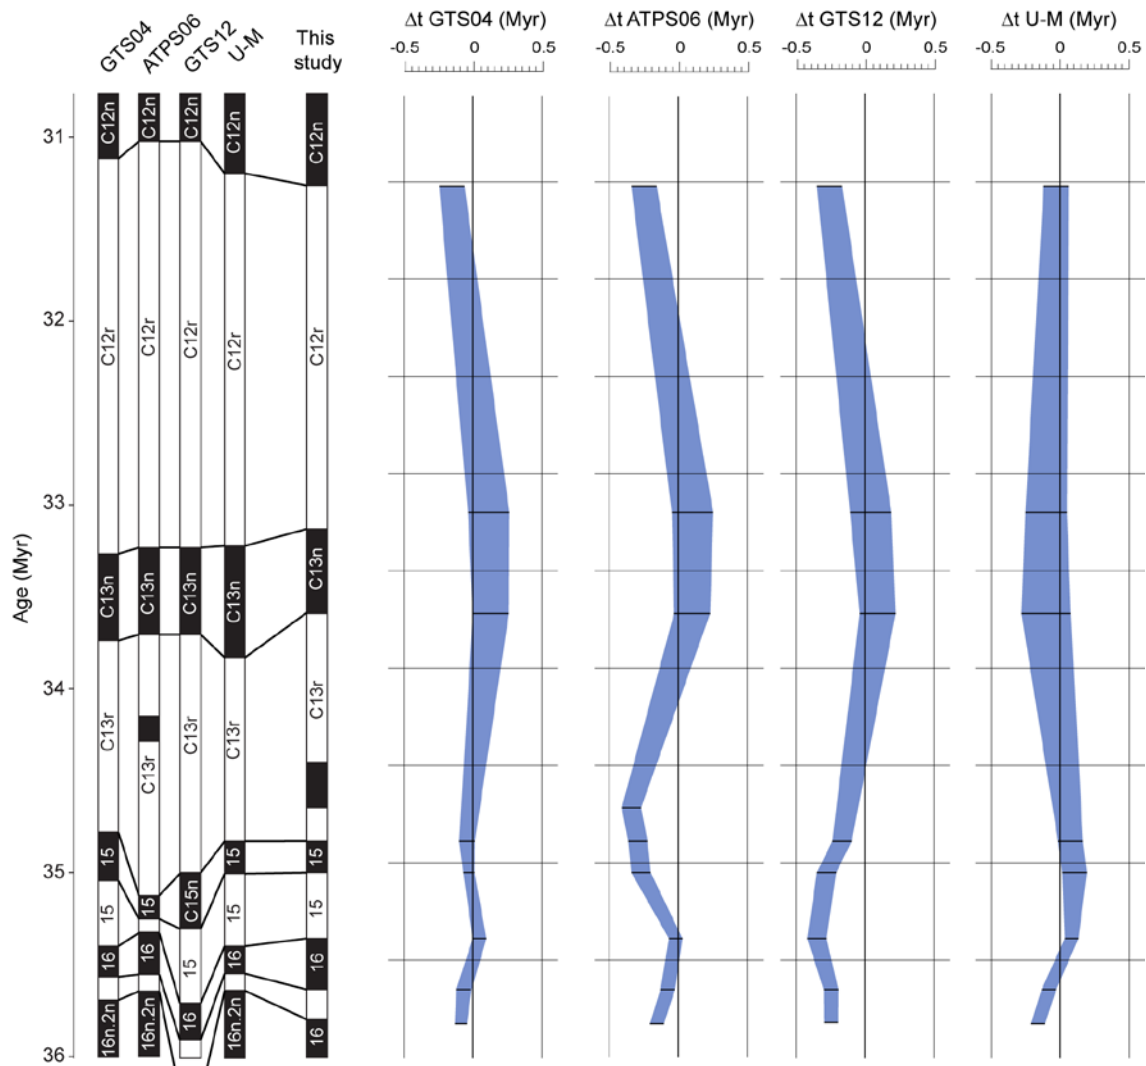 GTS04
ATPS06
GTS12
U-M
This
study
Δt GTS04 (Myr)
-0.5 0 0.5
Δt ATPS06 (Myr)
-0.5 0 0.5
Δt GTS12 (Myr)
-0.5 0 0.5
Δt U-M (Myr)
-0.5 0 0.5
Age (Myr)
31
32
33
34
35
36
C12n
C12r
C13n
C13r
15
15
16
16n.2n
C12n
C12r
C13n
C13r
15
16
16n.2n
C12n
C12r
C13n
C13r
C15n
15
16
C12n
C12r
C13n
C13r
15
15
16
16n.2n
C12n
C12r
C13n
C13r
15
15
16
16